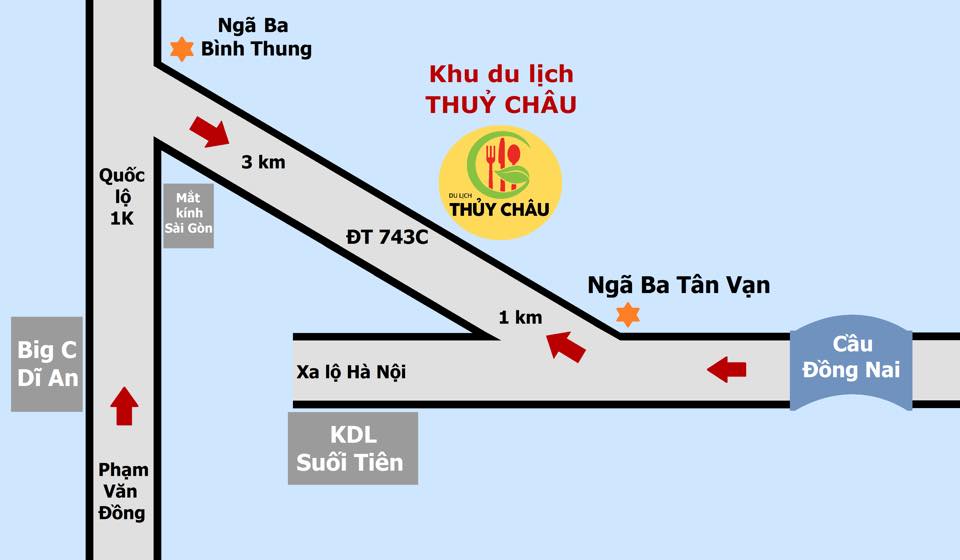 Ngã Ba
Bình Thung
Khu du lịch
THUỶ CHÂU
3 km
Quốc
lộ
1K
Mắt
kính
Sài Gòn
DU LỊCH
THỦY CHÂU
ĐT 743C
Ngã Ba Tân Vạn
1 km
Big C
Dĩ An
Xa lộ Hà Nội
Cầu
Đồng Nai
KDL
Suối Tiên
Phạm
Văn
Đồng